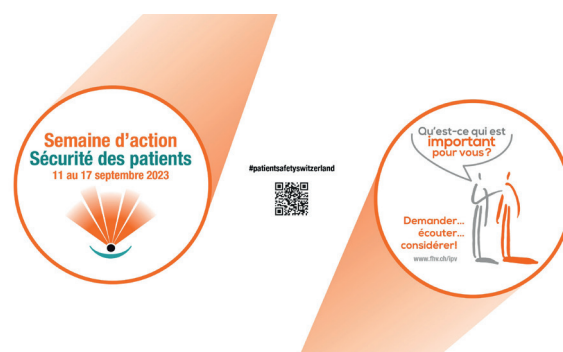 Semaine d'action
Sécurité des patients
11 au 17 septembre 2023
#patientsafetyswitzerland
Qu'est-ce qui est
important
pour vous?
Demander...
écouter...
considérer!
www.fhv.ch/ipv